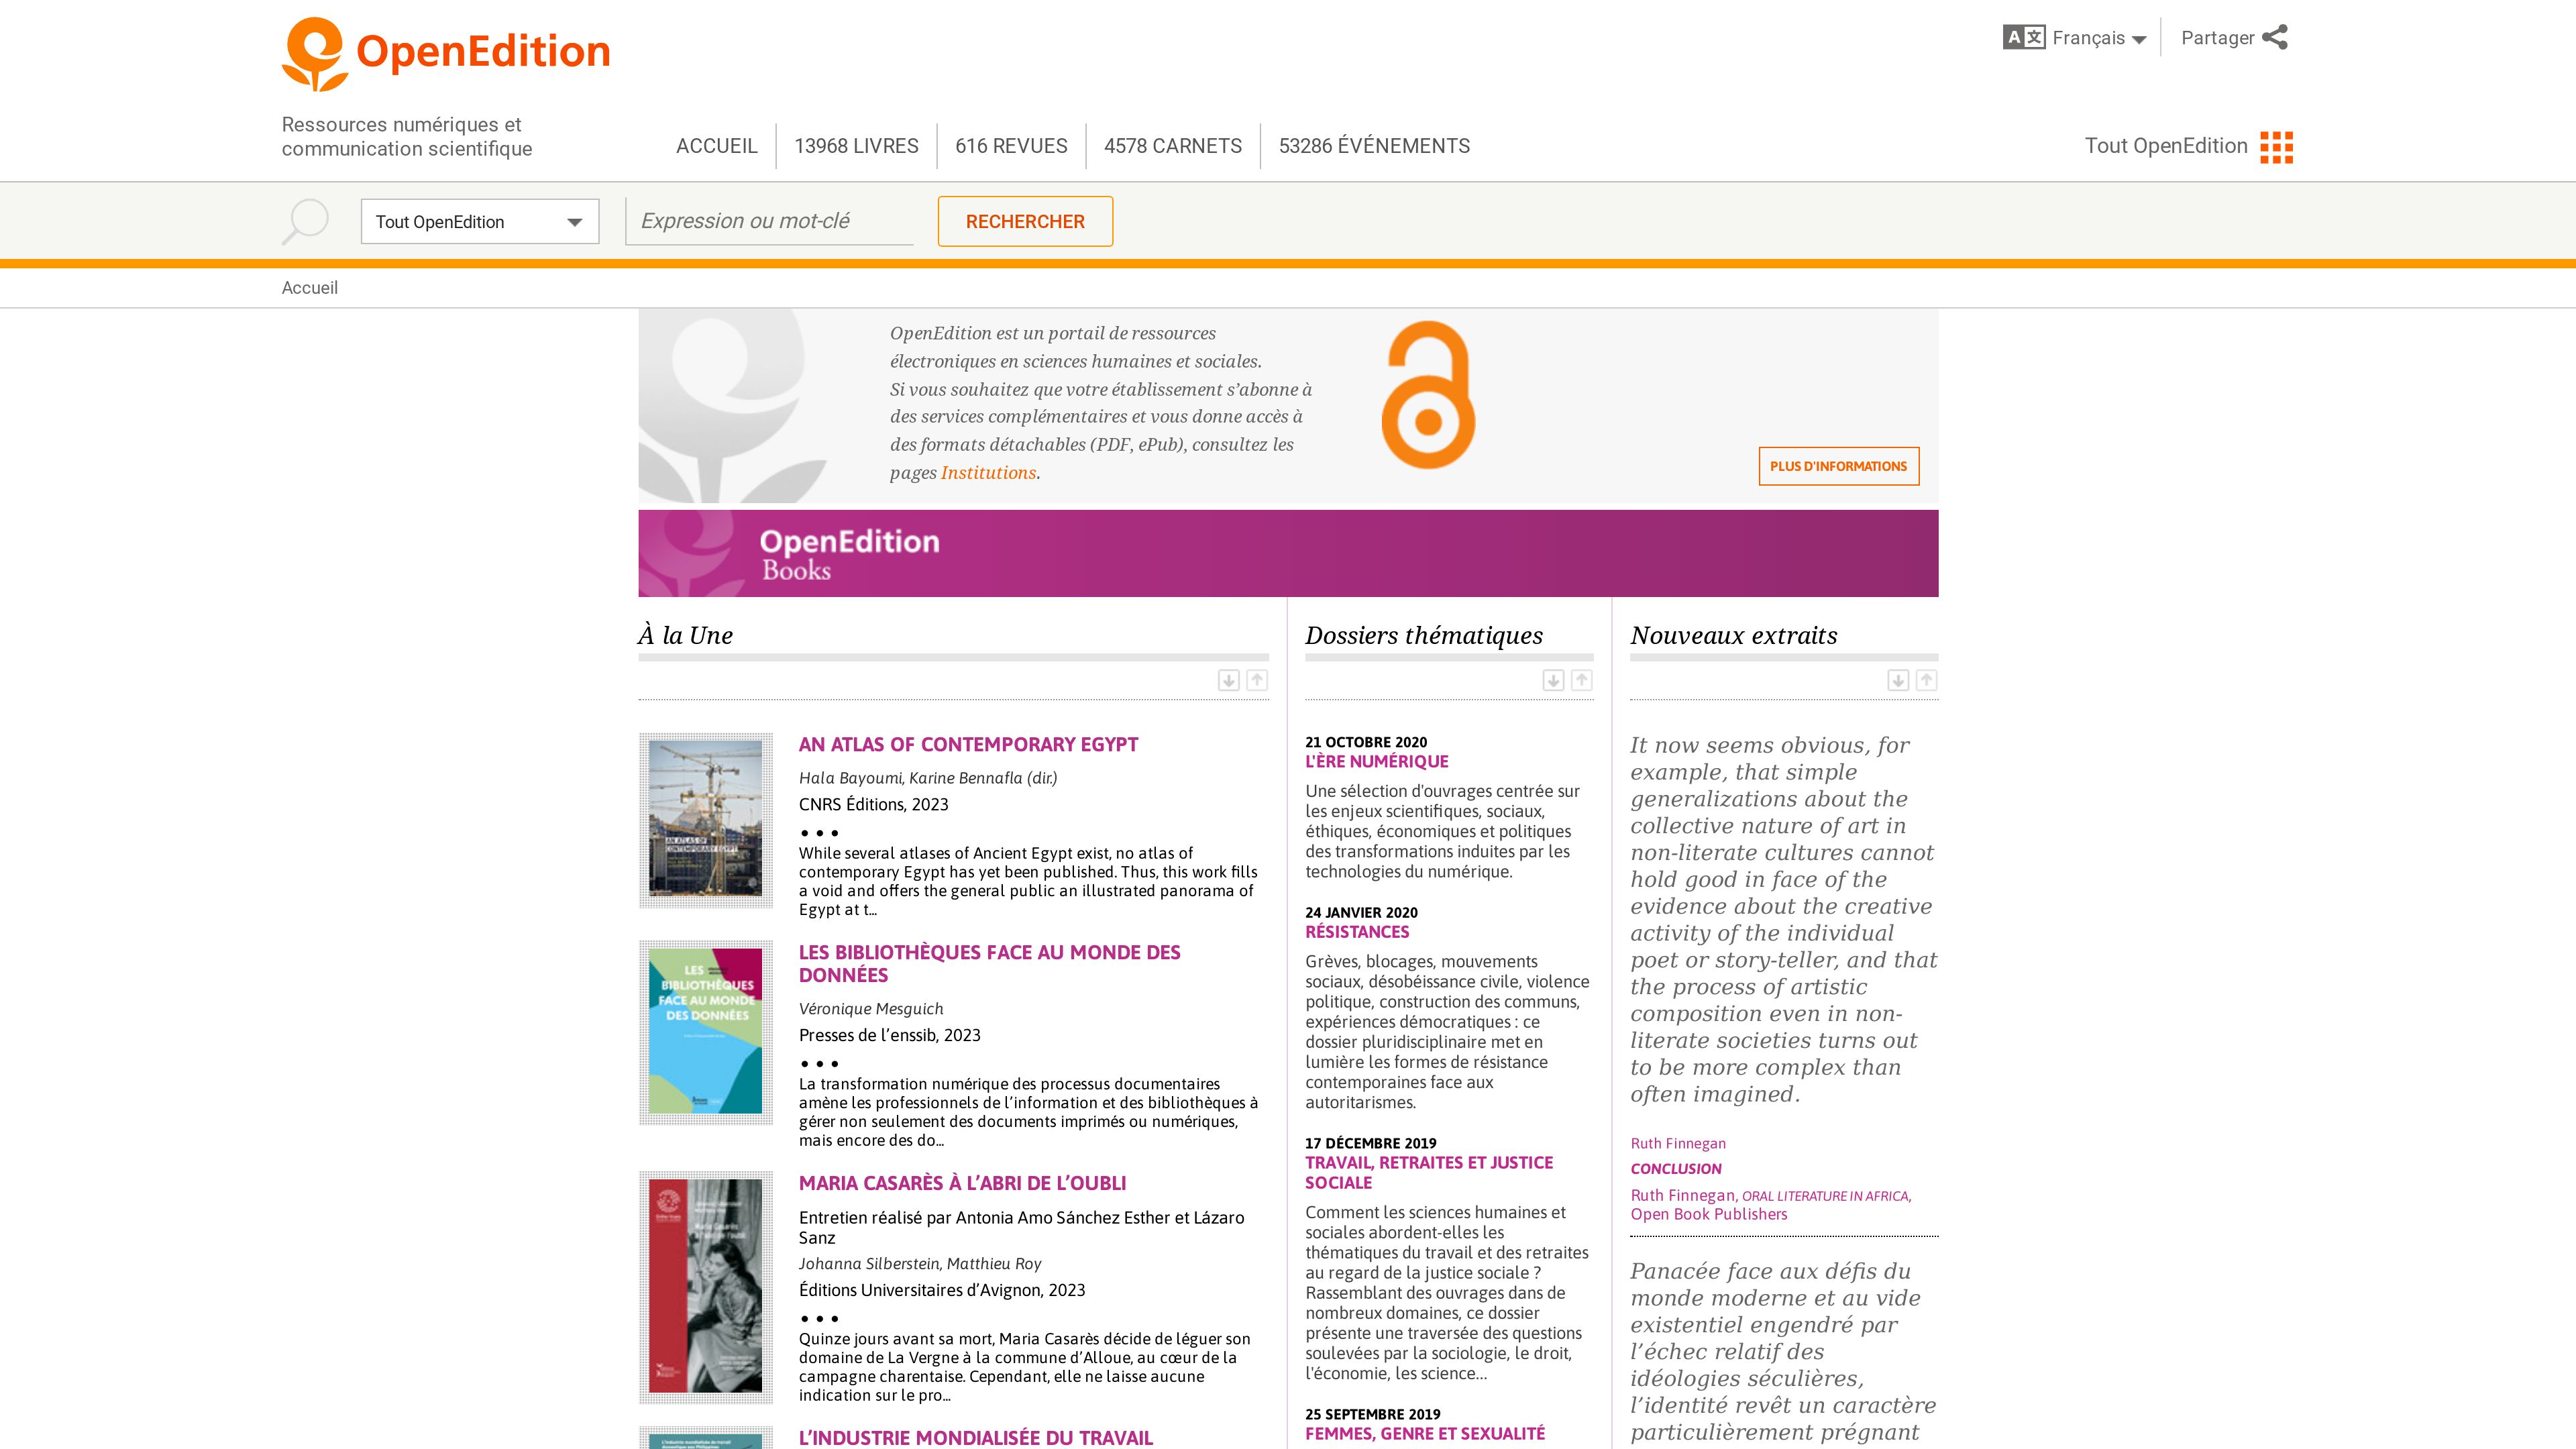 OpenEdition
Français
Partager
Ressources numériques et
communication scientifique
ACCUEIL
13968 LIVRES
616 REVUES
4578 CARNETS
53286 ÉVÉNEMENTS
Tout OpenEdition
Tout OpenEdition
Expression ou mot-clé
RECHERCHER
Accueil
OpenEdition est un portail de ressources
électroniques en sciences humaines et sociales.
Si vous souhaitez que votre établissement s’abonne à
des services complémentaires et vous donne accès à
des formats détachables (PDF, ePub), consultez les
pages Institutions.
PLUS D'INFORMATIONS
OpenEdition
Books
À la Une
AN ATLAS OF CONTEMPORARY EGYPT
Hala Bayoumi, Karine Bennafla (dir.)
CNRS Éditions, 2023
• • •
While several atlases of Ancient Egypt exist, no atlas of
contemporary Egypt has yet been published. Thus, this work fills
a void and offers the general public an illustrated panorama of
Egypt at t...
AN ATLAS OF
CONTEMPORARY EGYPT
LES BIBLIOTHÈQUES FACE AU MONDE DES
DONNÉES
Véronique Mesguich
Presses de l’enssib, 2023
• • •
La transformation numérique des processus documentaires
amène les professionnels de l’information et des bibliothèques à
gérer non seulement des documents imprimés ou numériques,
mais encore des do...
LES
BIBLIOTHÈQUES
FACE AU MONDE
DES DONNÉES
MARIA CASARÈS À L’ABRI DE L’OUBLI
Entretien réalisé par Antonia Amo Sánchez Esther et Lázaro
Sanz
Johanna Silberstein, Matthieu Roy
Éditions Universitaires d’Avignon, 2023
• • •
Quinze jours avant sa mort, Maria Casarès décide de léguer son
domaine de La Vergne à la commune d’Alloue, au cœur de la
campagne charentaise. Cependant, elle ne laisse aucune
indication sur le pro...
L’INDUSTRIE MONDIALISÉE DU TRAVAIL
Dossiers thématiques
21 OCTOBRE 2020
L'ÈRE NUMÉRIQUE
Une sélection d'ouvrages centrée sur
les enjeux scientifiques, sociaux,
éthiques, économiques et politiques
des transformations induites par les
technologies du numérique.
24 JANVIER 2020
RÉSISTANCES
Grèves, blocages, mouvements
sociaux, désobéissance civile, violence
politique, construction des communs,
expériences démocratiques : ce
dossier pluridisciplinaire met en
lumière les formes de résistance
contemporaines face aux
autoritarismes.
17 DÉCEMBRE 2019
TRAVAIL, RETRAITES ET JUSTICE
SOCIALE
Comment les sciences humaines et
sociales abordent-elles les
thématiques du travail et des retraites
au regard de la justice sociale ?
Rassemblant des ouvrages dans de
nombreux domaines, ce dossier
présente une traversée des questions
soulevées par la sociologie, le droit,
l'économie, les science...
25 SEPTEMBRE 2019
FEMMES, GENRE ET SEXUALITÉ
Nouveaux extraits
It now seems obvious, for
example, that simple
generalizations about the
collective nature of art in
non-literate cultures cannot
hold good in face of the
evidence about the creative
activity of the individual
poet or story-teller, and that
the process of artistic
composition even in non-
literate societies turns out
to be more complex than
often imagined.
Ruth Finnegan
CONCLUSION
Ruth Finnegan, ORAL LITERATURE IN AFRICA,
Open Book Publishers
Panacée face aux défis du
monde moderne et au vide
existentiel engendré par
l’échec relatif des
idéologies séculières,
l’identité revêt un caractère
particulièrement prégnant